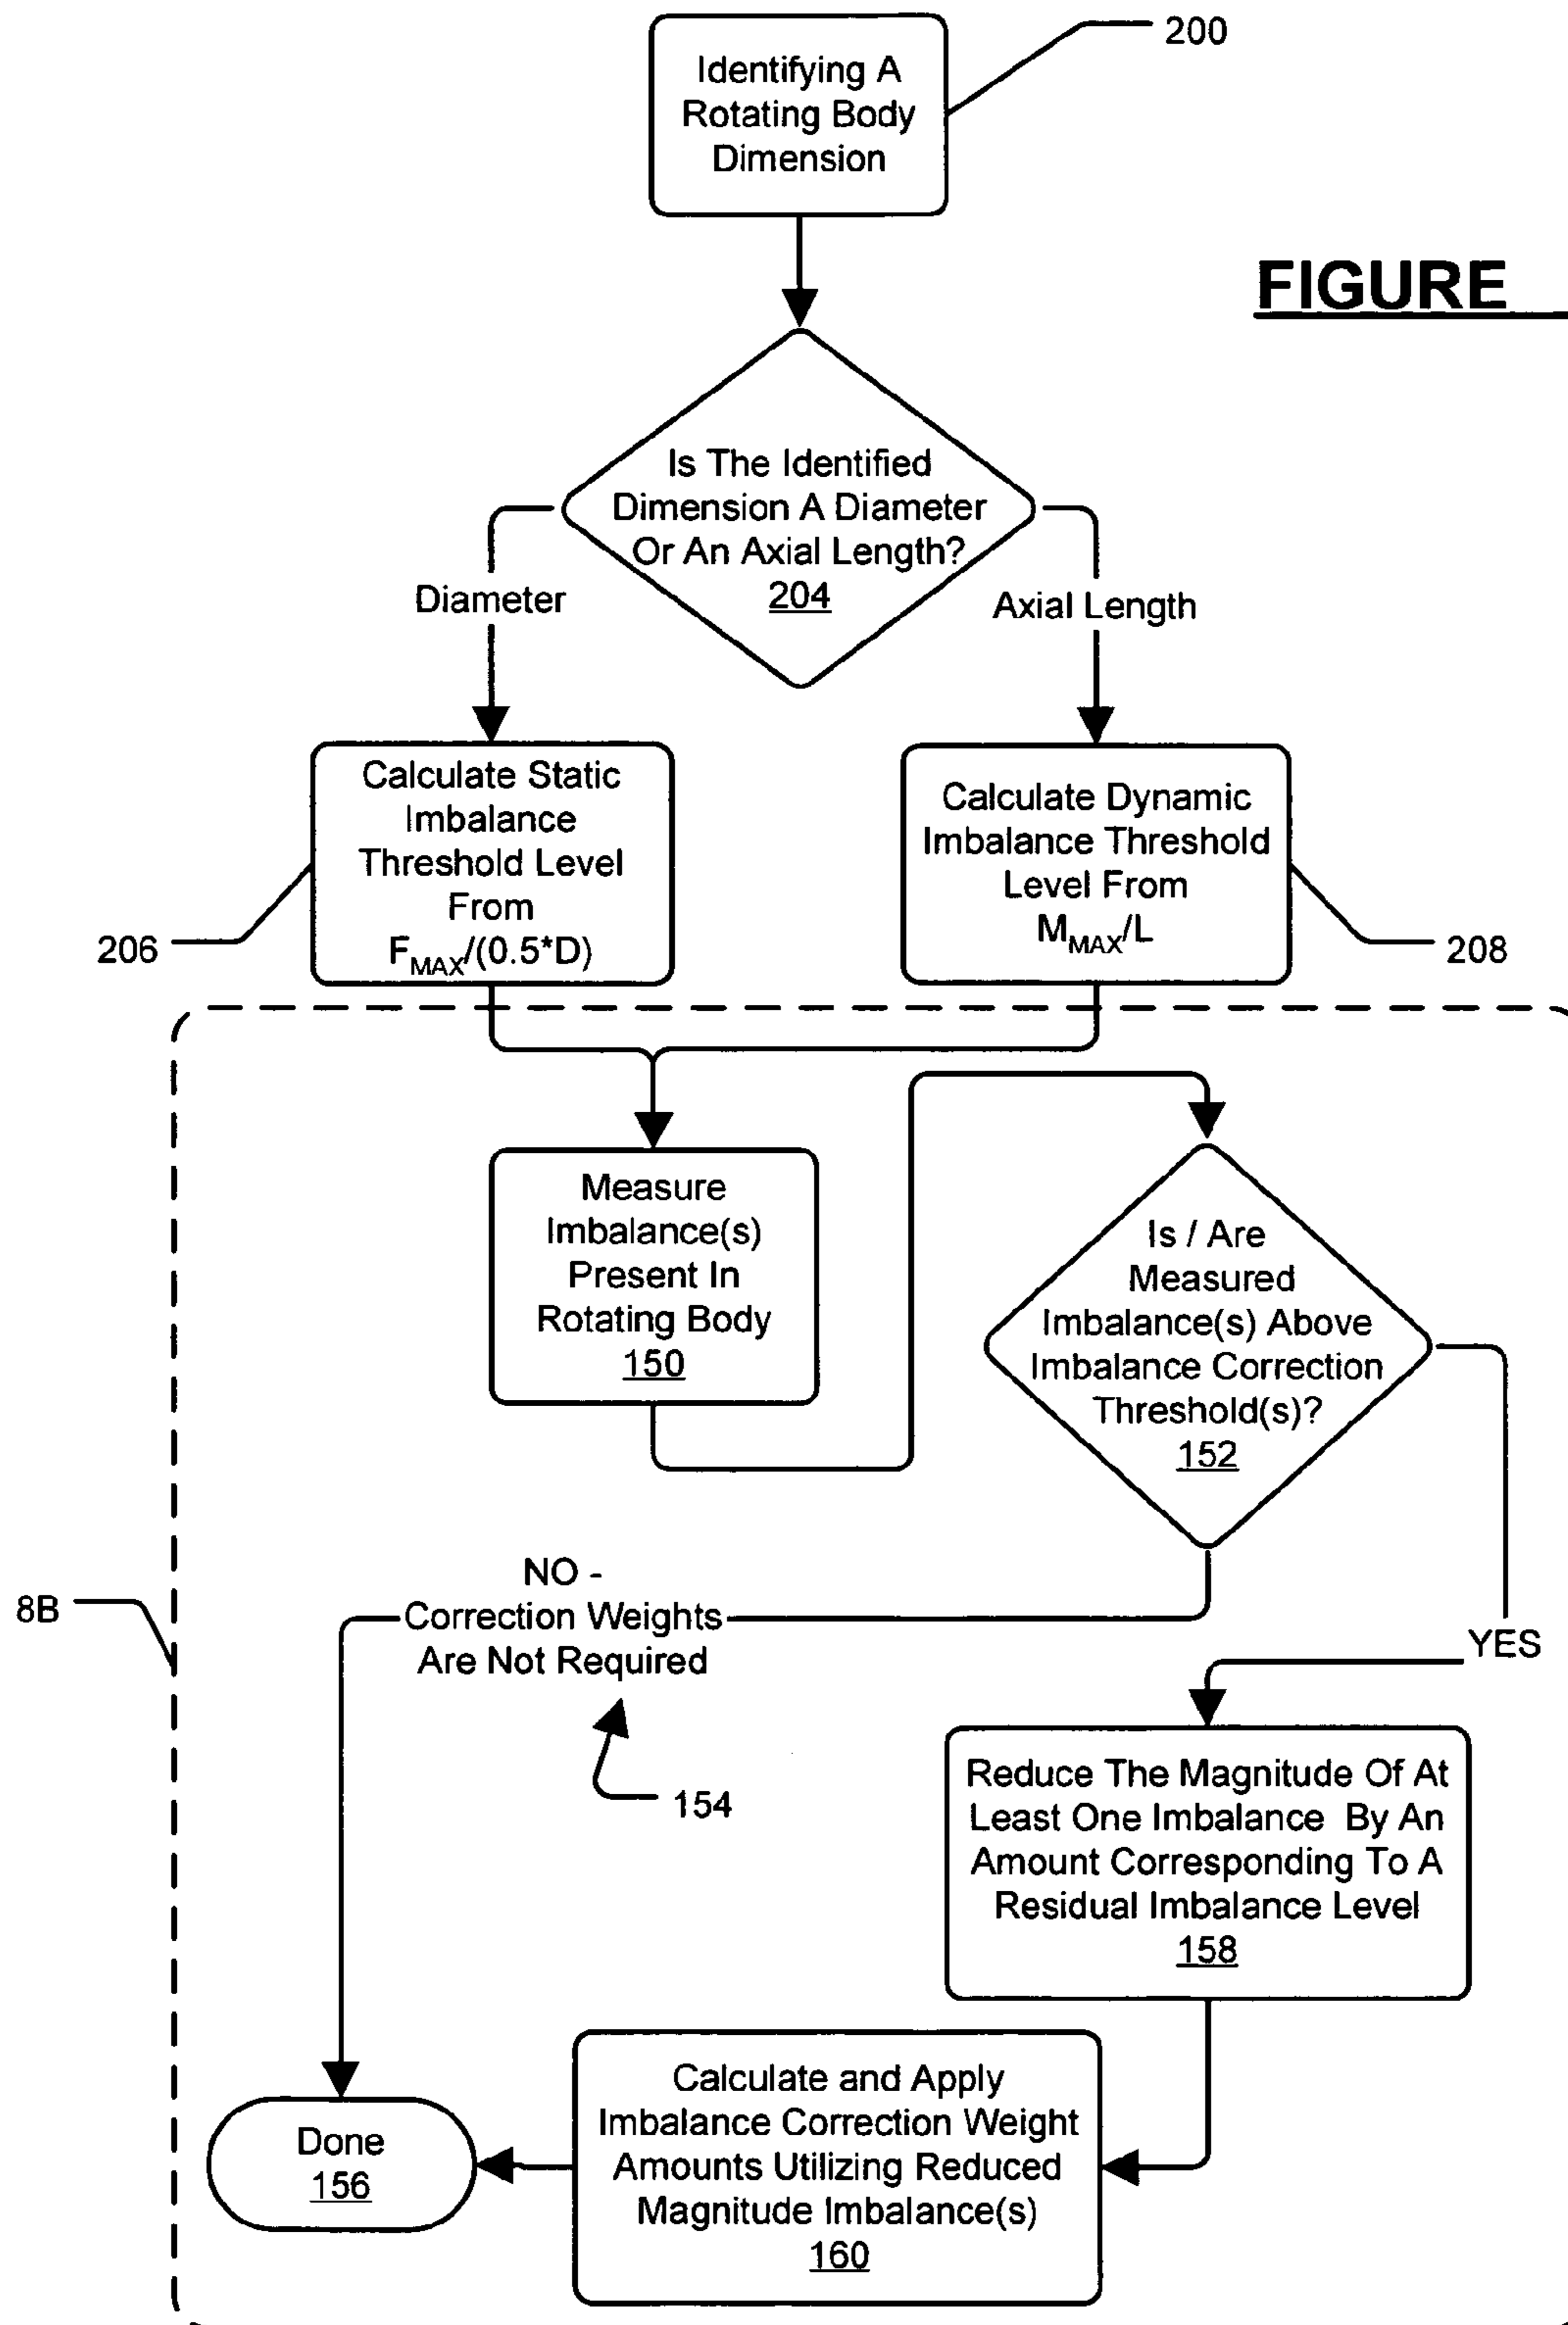 200
Identifying A
Rotating Body
Dimension
FIGURE
Is The Identified
Dimension A Diameter
Or An Axial Length?
204
Diameter
Axial Length
Calculate Static
Imbalance
Threshold Level
From
F_MAX/(0.5*D)
206
Calculate Dynamic
Imbalance Threshold
Level From
M_MAX/L
208
Measure
Imbalance(s)
Present In
Rotating Body
150
Is / Are
Measured
Imbalance(s) Above
Imbalance Correction
Threshold(s)?
152
NO -
Correction Weights
Are Not Required
8B
YES
154
Reduce The Magnitude Of At
Least One Imbalance By An
Amount Corresponding To A
Residual Imbalance Level
158
Calculate and Apply
Imbalance Correction Weight
Amounts Utilizing Reduced
Magnitude Imbalance(s)
160
Done
156